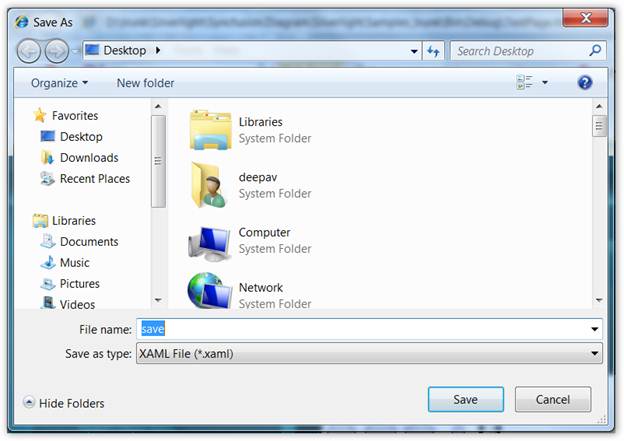 Save As
Desktop
Search Desktop
Organize
New folder
Favorites
Desktop
Downloads
Recent Places
Libraries
Documents
Music
Pictures
Videos
Libraries
System Folder
deepav
System Folder
Computer
System Folder
Network
System Folder
File name: save
Save as type: XAML File (*.xaml)
Hide Folders
Save
Cancel